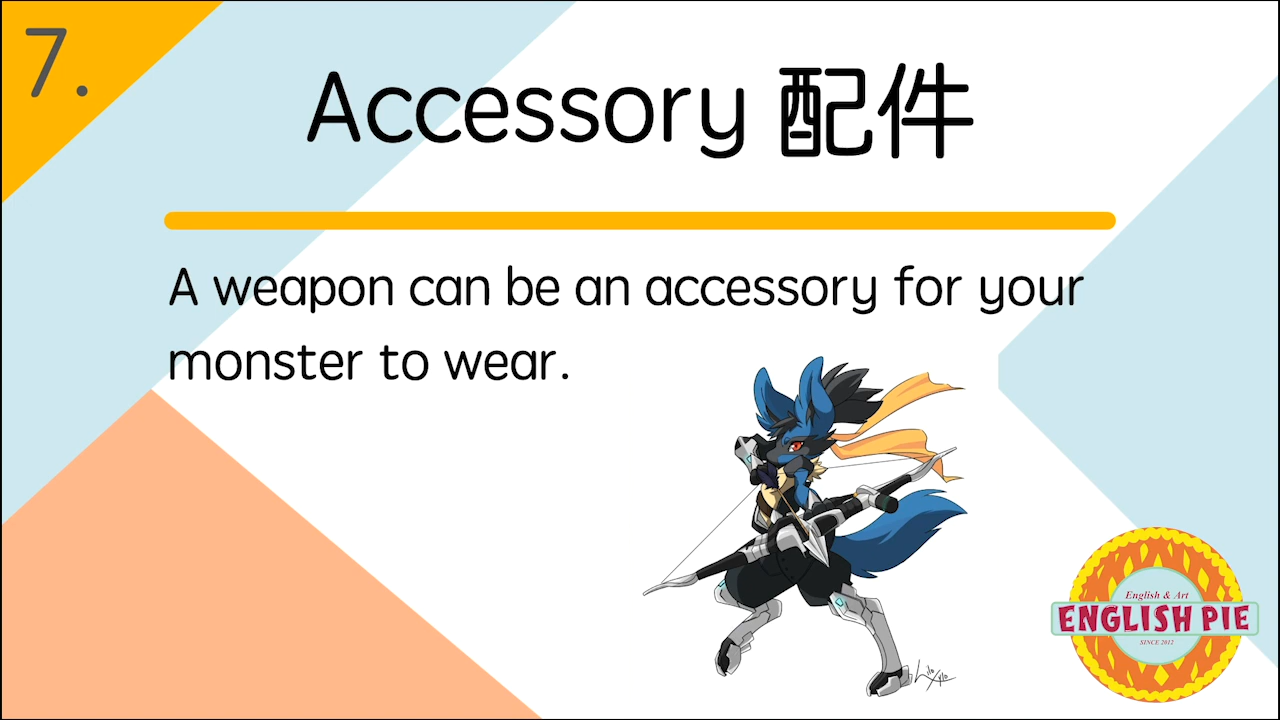 7.
Accessory 配件
A weapon can be an accessory for your
monster to wear.
English & Art
ENGLISH PIE
SINCE 2012